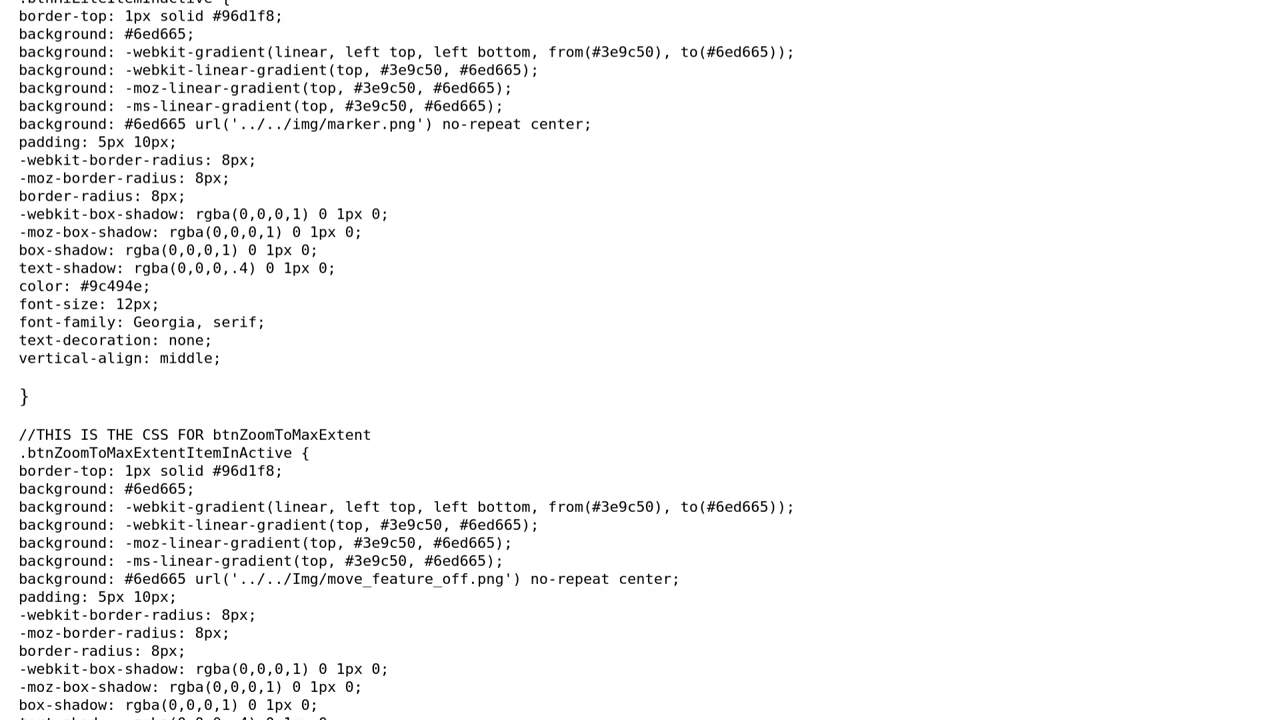 border-top: 1px solid #96d1f8;
background: #6ed665;
background: -webkit-gradient(linear, left top, left bottom, from(#3e9c50), to(#6ed665));
background: -webkit-linear-gradient(top, #3e9c50, #6ed665);
background: -moz-linear-gradient(top, #3e9c50, #6ed665);
background: -ms-linear-gradient(top, #3e9c50, #6ed665);
background: #6ed665 url('../../img/marker.png') no-repeat center;
padding: 5px 10px;
-webkit-border-radius: 8px;
-moz-border-radius: 8px;
border-radius: 8px;
-webkit-box-shadow: rgba(0,0,0,1) 0 1px 0;
-moz-box-shadow: rgba(0,0,0,1) 0 1px 0;
box-shadow: rgba(0,0,0,1) 0 1px 0;
text-shadow: rgba(0,0,0,.4) 0 1px 0;
color: #9c494e;
font-size: 12px;
font-family: Georgia, serif;
text-decoration: none;
vertical-align: middle;
}
//THIS IS THE CSS FOR btnZoomToMaxExtent
.btnZoomToMaxExtentItemInActive {
border-top: 1px solid #96d1f8;
background: #6ed665;
background: -webkit-gradient(linear, left top, left bottom, from(#3e9c50), to(#6ed665));
background: -webkit-linear-gradient(top, #3e9c50, #6ed665);
background: -moz-linear-gradient(top, #3e9c50, #6ed665);
background: -ms-linear-gradient(top, #3e9c50, #6ed665);
background: #6ed665 url('../../Img/move_feature_off.png') no-repeat center;
padding: 5px 10px;
-webkit-border-radius: 8px;
-moz-border-radius: 8px;
border-radius: 8px;
-webkit-box-shadow: rgba(0,0,0,1) 0 1px 0;
-moz-box-shadow: rgba(0,0,0,1) 0 1px 0;
box-shadow: rgba(0,0,0,1) 0 1px 0;